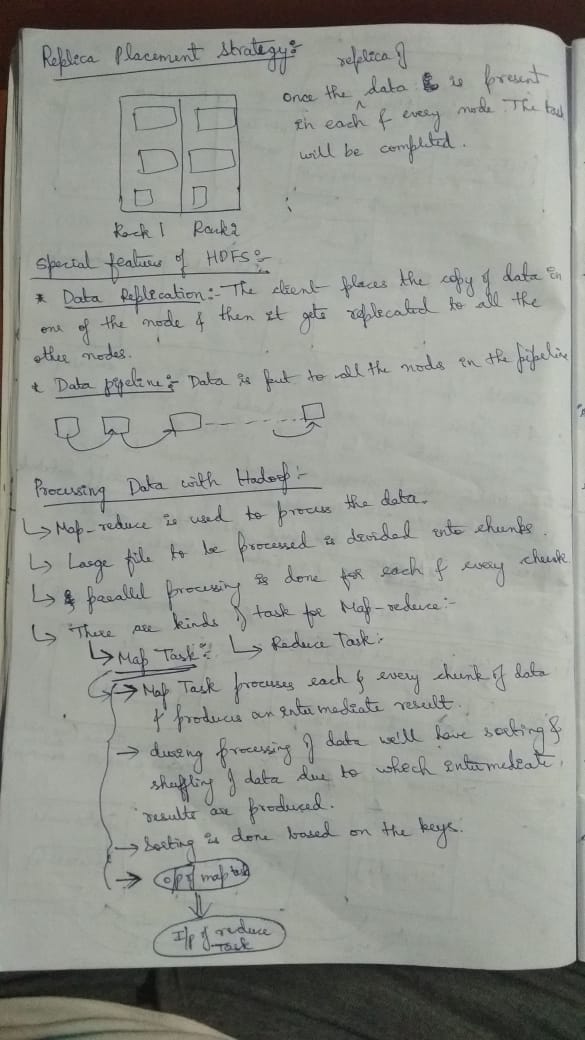 Replica Placement Strategy:-
replica of
once the data is present
in each & every node The task
will be completed.
Rack 1 Rack 2
Special features of HDFS:-
* Data Replication:- The client places the copy of data in
one of the node & then it gets replicated to all the
other nodes.
* Data pipeline:- Data is put to all the nods in the pipeline
Processing Data with Hadoop:-
↳ Map-reduce is used to process the data.
↳ Large file to be processed is divided into chunks.
↳ parallel processing is done for each & every chunk
↳ There are kinds of task for Map-reduce:-
↳ Map Task:- ↳ Reduce Task:-
→ Map Task processes each & every chunk of data
& produces an intermediate result.
→ during processing of data we'll have sorting &
shuffling of data due to which intermediate
results are produced.
→ Sorting is done based on the keys.
→ o/p of map task
I/p of reduce
task